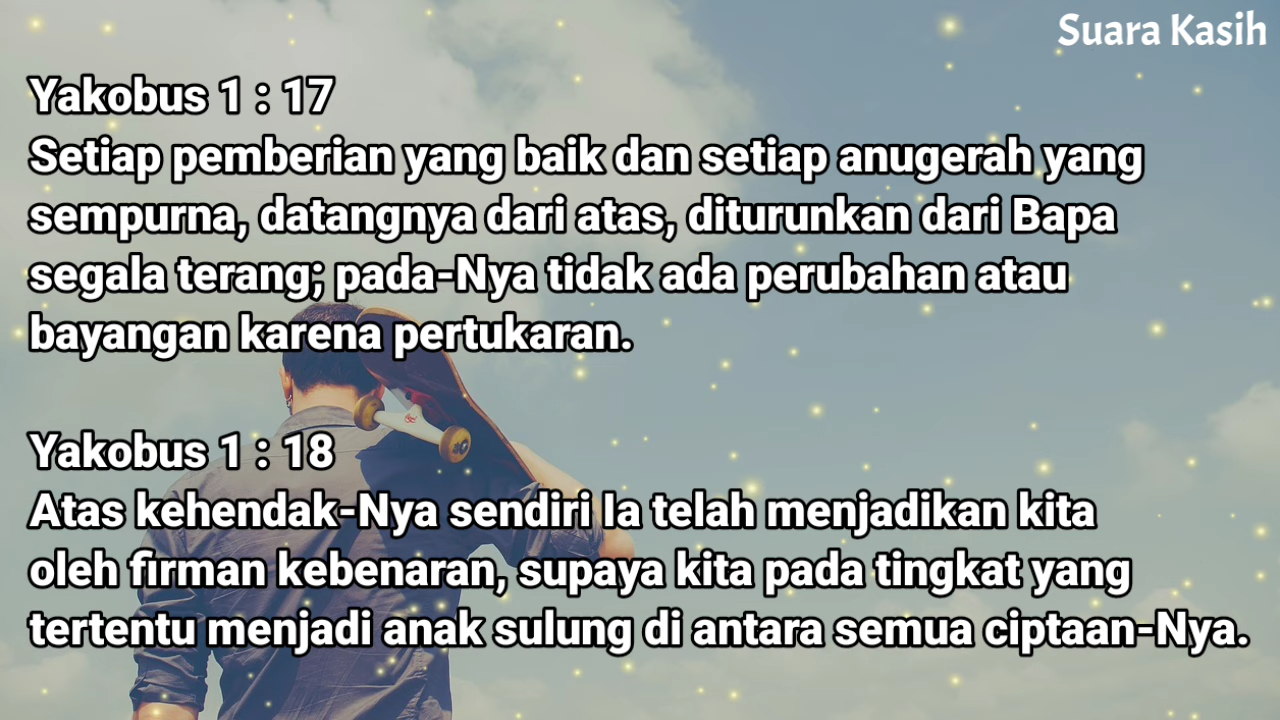 Suara Kasih
Yakobus 1 : 17
Setiap pemberian yang baik dan setiap anugerah yang
sempurna, datangnya dari atas, diturunkan dari Bapa
segala terang; pada-Nya tidak ada perubahan atau
bayangan karena pertukaran.
Yakobus 1 : 18
Atas kehendak-Nya sendiri Ia telah menjadikan kita
oleh firman kebenaran, supaya kita pada tingkat yang
tertentu menjadi anak sulung di antara semua ciptaan-Nya.